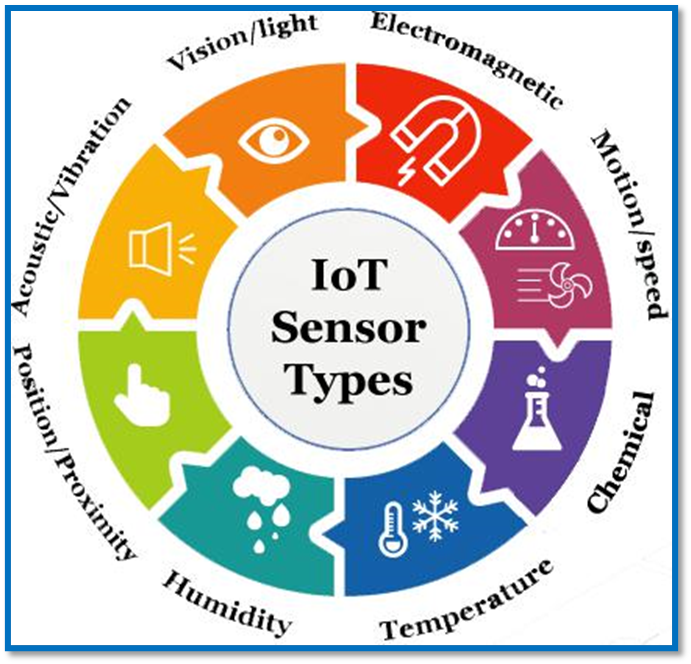 IoT
Sensor
Types
Vision/light
Electromagnetic
Motion/speed
Chemical
Temperature
Humidity
Position/Proximity
Acoustic/Vibration